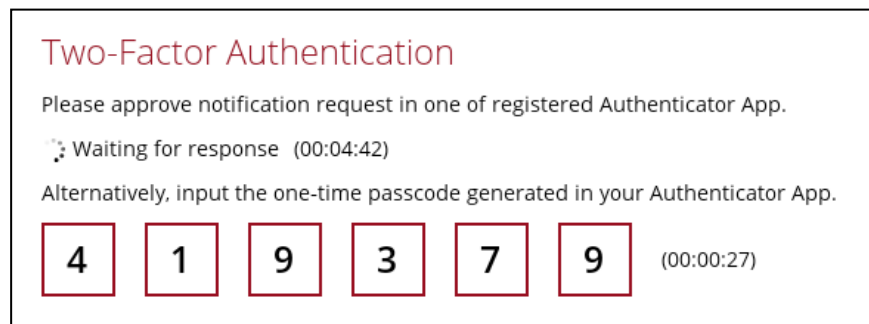 Two-Factor Authentication
Please approve notification request in one of registered Authenticator App.
Waiting for response (00:04:42)
Alternatively, input the one-time passcode generated in your Authenticator App.
4 1 9 3 7 9 (00:00:27)